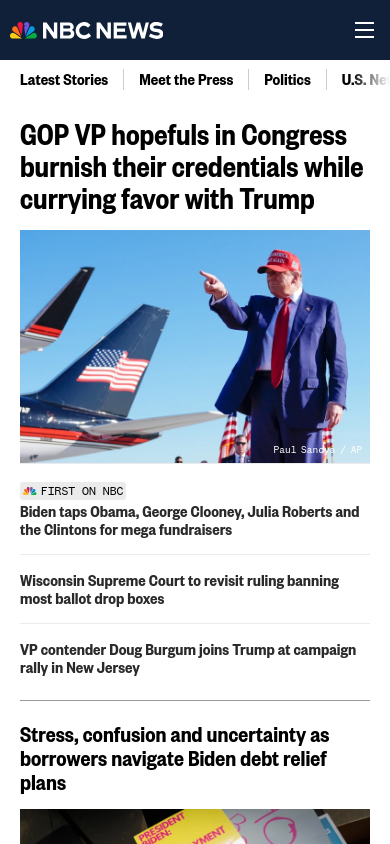 NBC NEWS
Latest Stories
Meet the Press
Politics
U.S. Ne
GOP VP hopefuls in Congress
burnish their credentials while
currying favor with Trump
Paul Sancya / AP
FIRST ON NBC
Biden taps Obama, George Clooney, Julia Roberts and
the Clintons for mega fundraisers
Wisconsin Supreme Court to revisit ruling banning
most ballot drop boxes
VP contender Doug Burgum joins Trump at campaign
rally in New Jersey
Stress, confusion and uncertainty as
borrowers navigate Biden debt relief
plans
PRESIDENT
BIDEN: